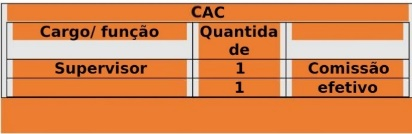 CAC
Cargo/ função Quantida
de
Supervisor 1 Comissão
1 efetivo